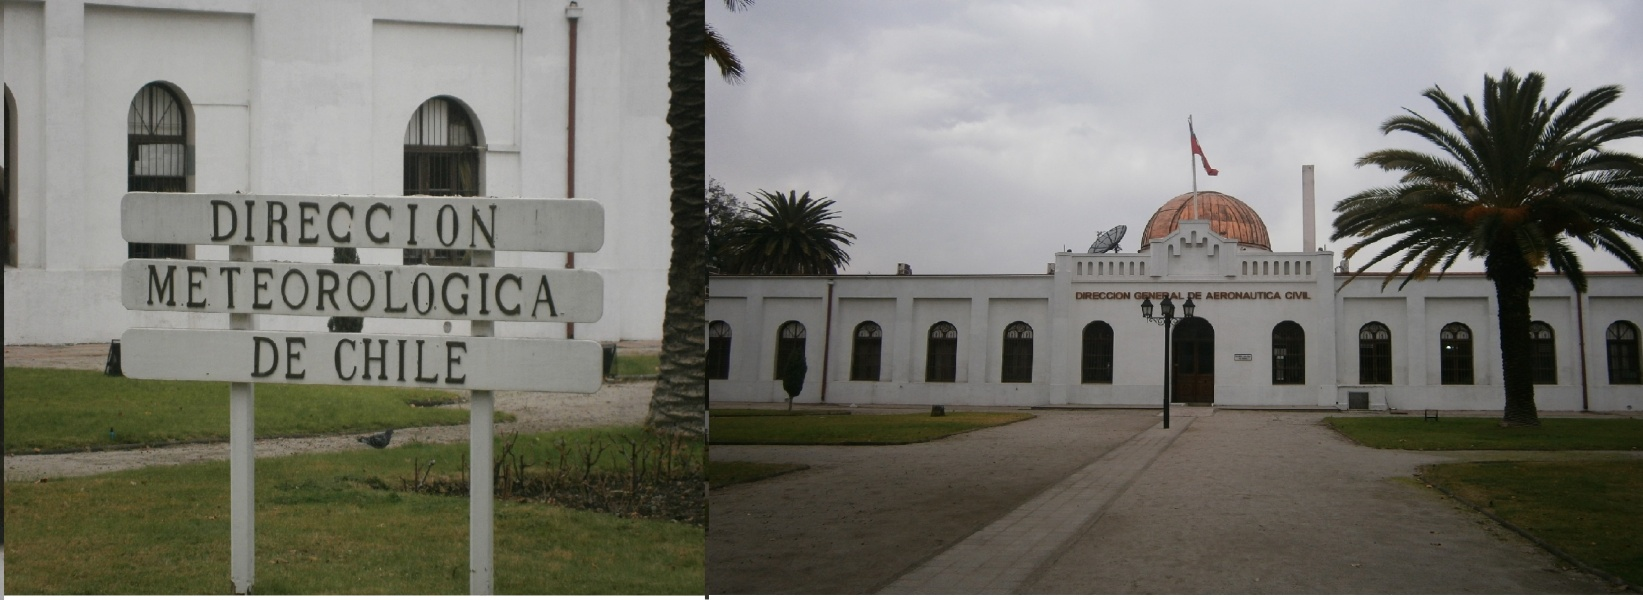 DIRECCION
METEOROLOGICA
DE CHILE
DIRECCION GENERAL DE AERONAUTICA CIVIL